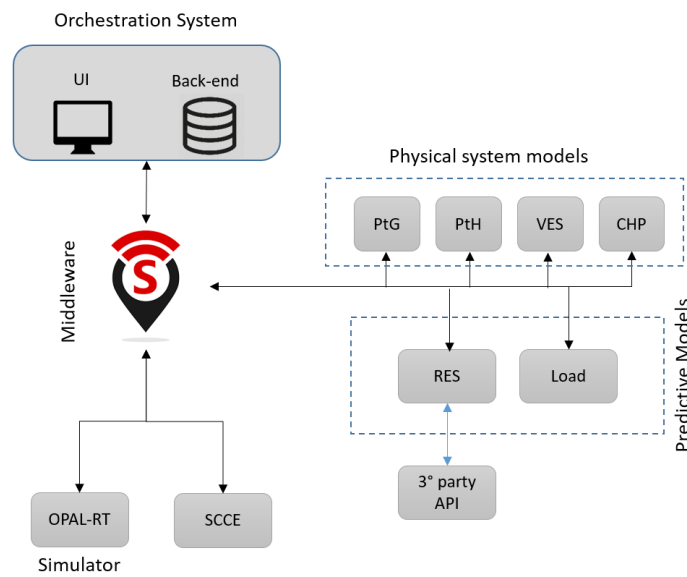 Orchestration System
UI
Back-end
Physical system models
PtG
PtH
VES
CHP
Middleware
S
RES
Load
Predictive Models
3° party
API
OPAL-RT
SCCE
Simulator